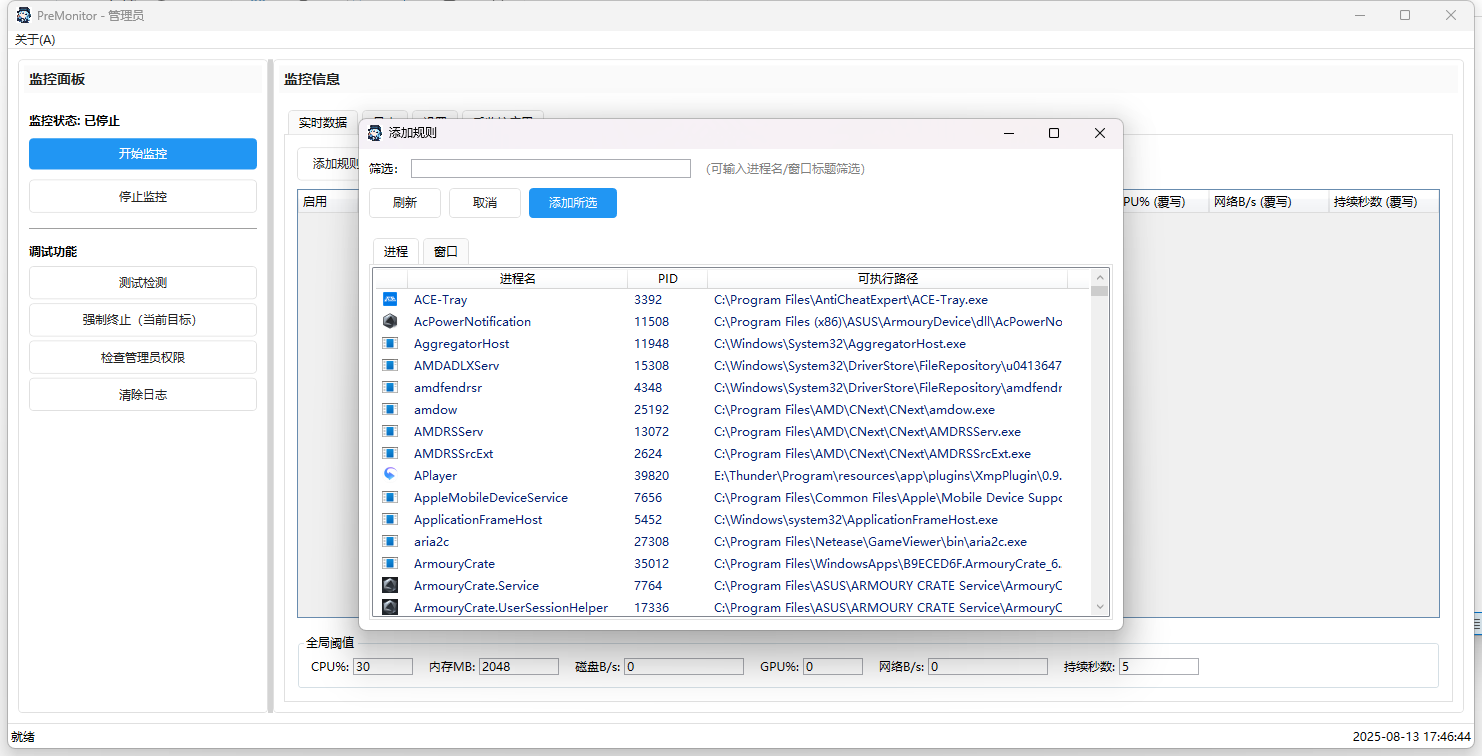 PreMonitor - 管理员
关于(A)
监控面板
监控状态: 已停止
开始监控
停止监控
调试功能
测试检测
强制终止（当前目标）
检查管理员权限
清除日志
监控信息
实时数据
添加规则
启用
PU% (覆写) 网络B/s (覆写) 持续秒数 (覆写)
添加规则
筛选: (可输入进程名/窗口标题筛选)
刷新 取消 添加所选
进程 窗口
进程名 PID 可执行路径
ACE-Tray 3392 C:\Program Files\AntiCheatExpert\ACE-Tray.exe
AcPowerNotification 11508 C:\Program Files (x86)\ASUS\ArmouryDevice\dll\AcPowerNo
AggregatorHost 11948 C:\Windows\System32\AggregatorHost.exe
AMDADLXServ 15308 C:\Windows\System32\DriverStore\FileRepository\u0413647
amdfendrsr 4348 C:\Windows\System32\DriverStore\FileRepository\amdfendr
amdow 25192 C:\Program Files\AMD\CNext\CNext\amdow.exe
AMDRSServ 13072 C:\Program Files\AMD\CNext\CNext\AMDRSServ.exe
AMDRSSrcExt 2624 C:\Program Files\AMD\CNext\CNext\AMDRSSrcExt.exe
APlayer 39820 E:\Thunder\Program\resources\app\plugins\XmpPlugin\0.9.
AppleMobileDeviceService 7656 C:\Program Files\Common Files\Apple\Mobile Device Suppo
ApplicationFrameHost 5452 C:\Windows\system32\ApplicationFrameHost.exe
aria2c 27308 C:\Program Files\Netease\GameViewer\bin\aria2c.exe
ArmouryCrate 35012 C:\Program Files\WindowsApps\B9ECED6F.ArmouryCrate_6.
ArmouryCrate.Service 7764 C:\Program Files\ASUS\ARMOURY CRATE Service\ArmouryC
ArmouryCrate.UserSessionHelper 17336 C:\Program Files\ASUS\ARMOURY CRATE Service\ArmouryC
全局阈值
CPU%: 30 内存MB: 2048 磁盘B/s: 0 GPU%: 0 网络B/s: 0 持续秒数: 5
就绪 2025-08-13 17:46:44